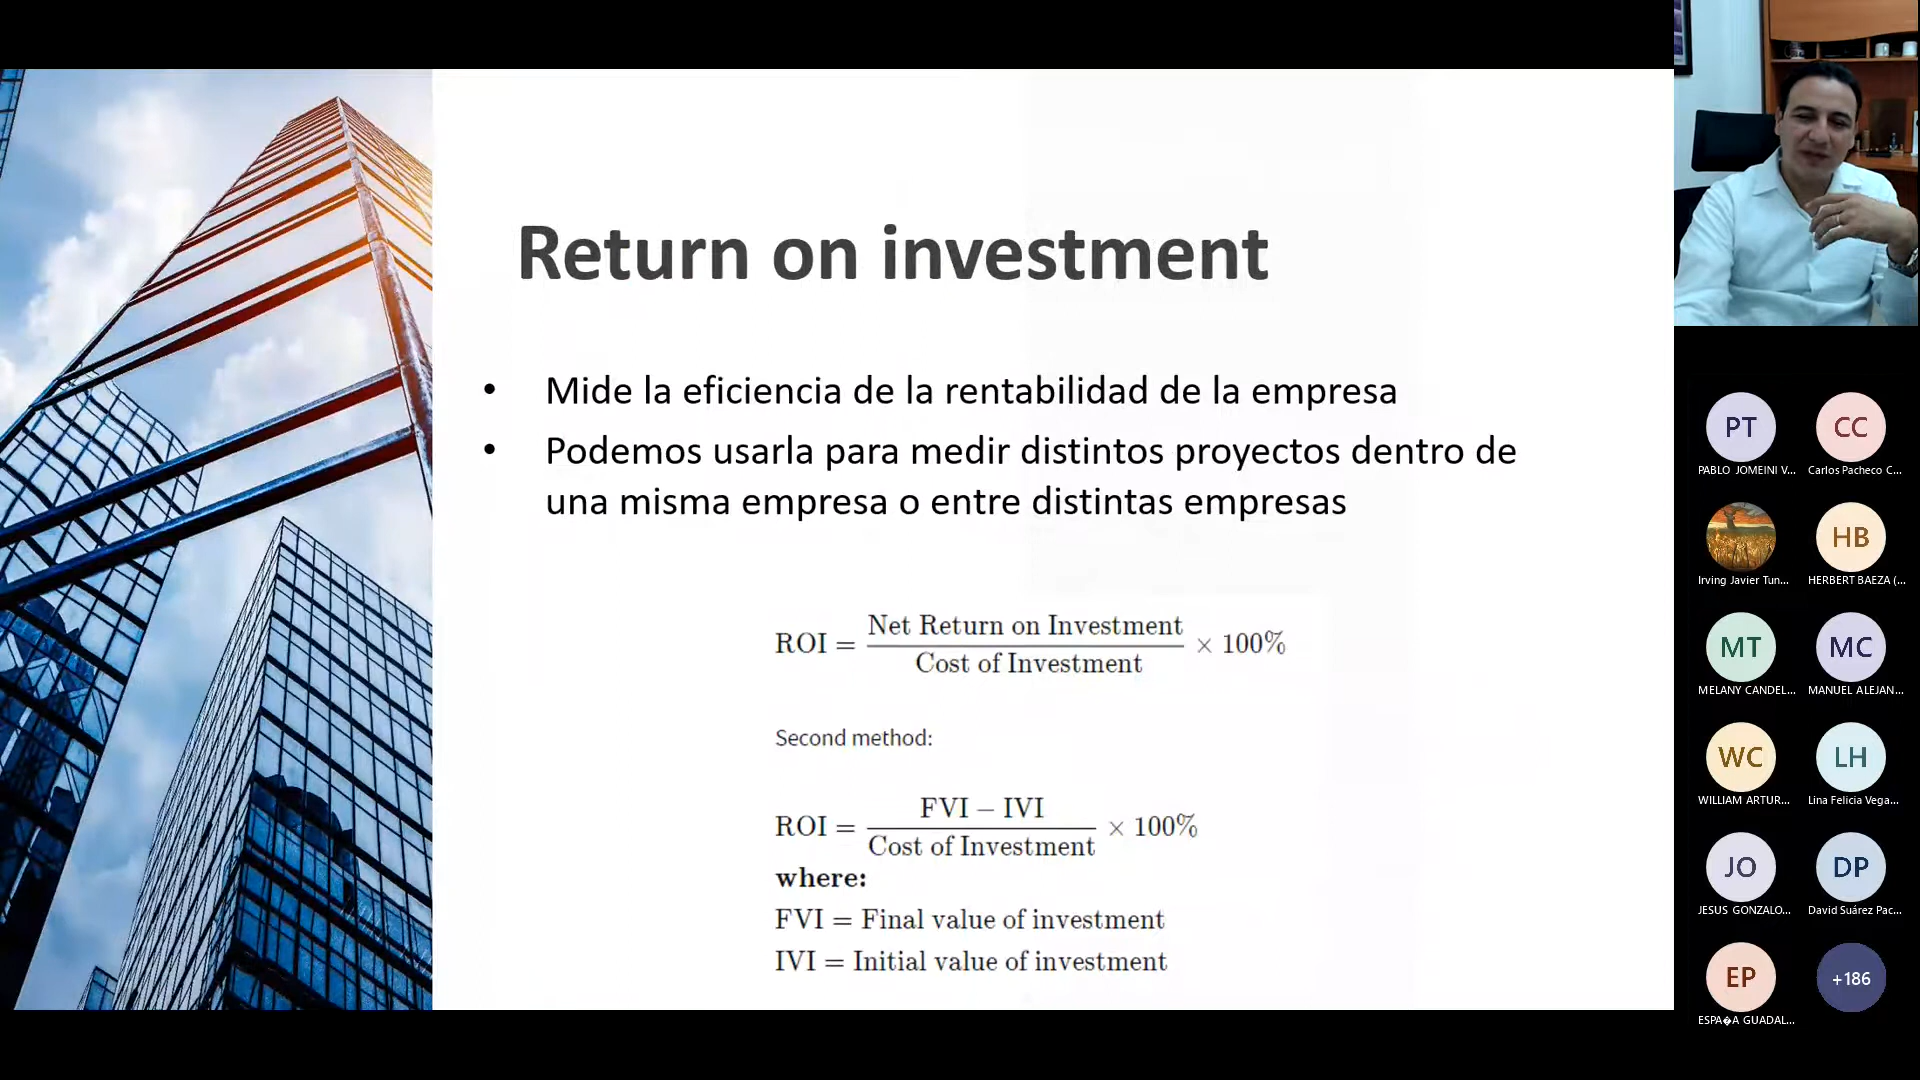 Return on investment
• Mide la eficiencia de la rentabilidad de la empresa
• Podemos usarla para medir distintos proyectos dentro de
una misma empresa o entre distintas empresas
ROI = Net Return on Investment / Cost of Investment × 100%
Second method:
ROI = FVI − IVI / Cost of Investment × 100%
where:
FVI = Final value of investment
IVI = Initial value of investment
PT
CC
PABLO JOMEINI V...
Carlos Pacheco C...
HB
Irving Javier Tun...
HERBERT BAEZA (...
MT
MC
MELANY CANDEL...
MANUEL ALEJAN...
WC
LH
WILLIAM ARTUR...
Lina Felicia Vega...
JO
DP
JESUS GONZALO...
David Suárez Pac...
EP
+186
ESPA�A GUADAL...